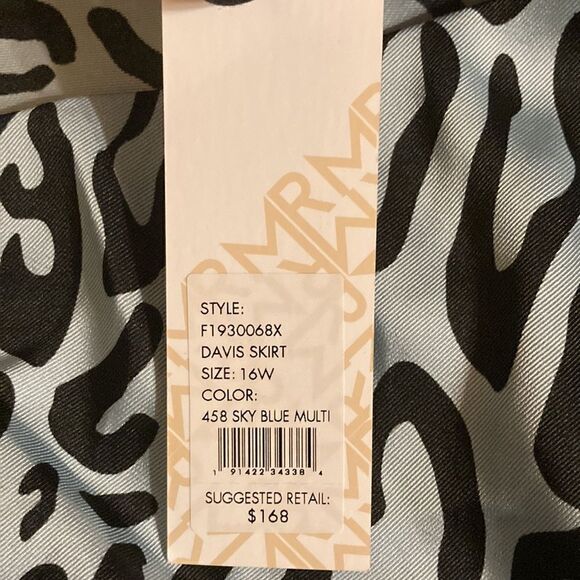 STYLE:
F1930068X
DAVIS SKIRT
SIZE: 16W
COLOR:
458 SKY BLUE MULTI
1 91422 34338 4
SUGGESTED RETAIL:
$168